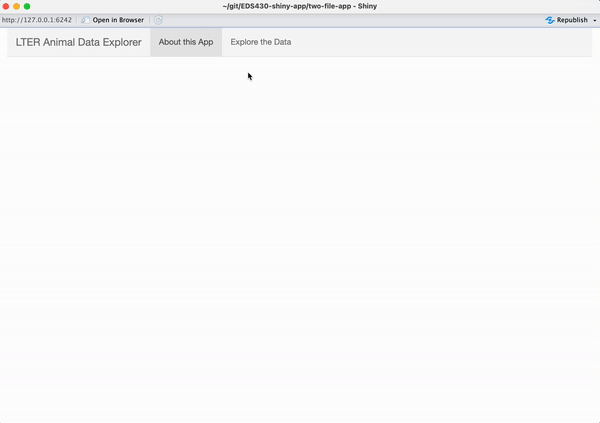 ~/git/EDS430-shiny-app/two-file-app - Shiny
http://127.0.0.1:6242 Open in Browser Republish
LTER Animal Data Explorer About this App Explore the Data